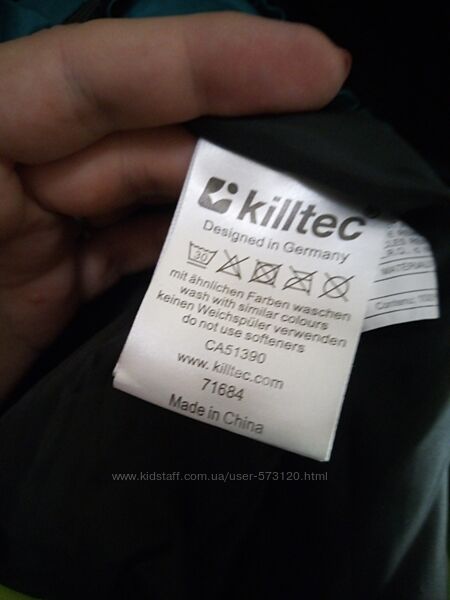 killtec
Designed in Germany
30
mit ähnlichen Farben waschen
wash with similar colours
keinen Weichspüler verwenden
do not use softeners
CA51390
www.killtec.com
71684
Made in China
MATERIAL
www.kidstaff.com.ua/user-573120.html